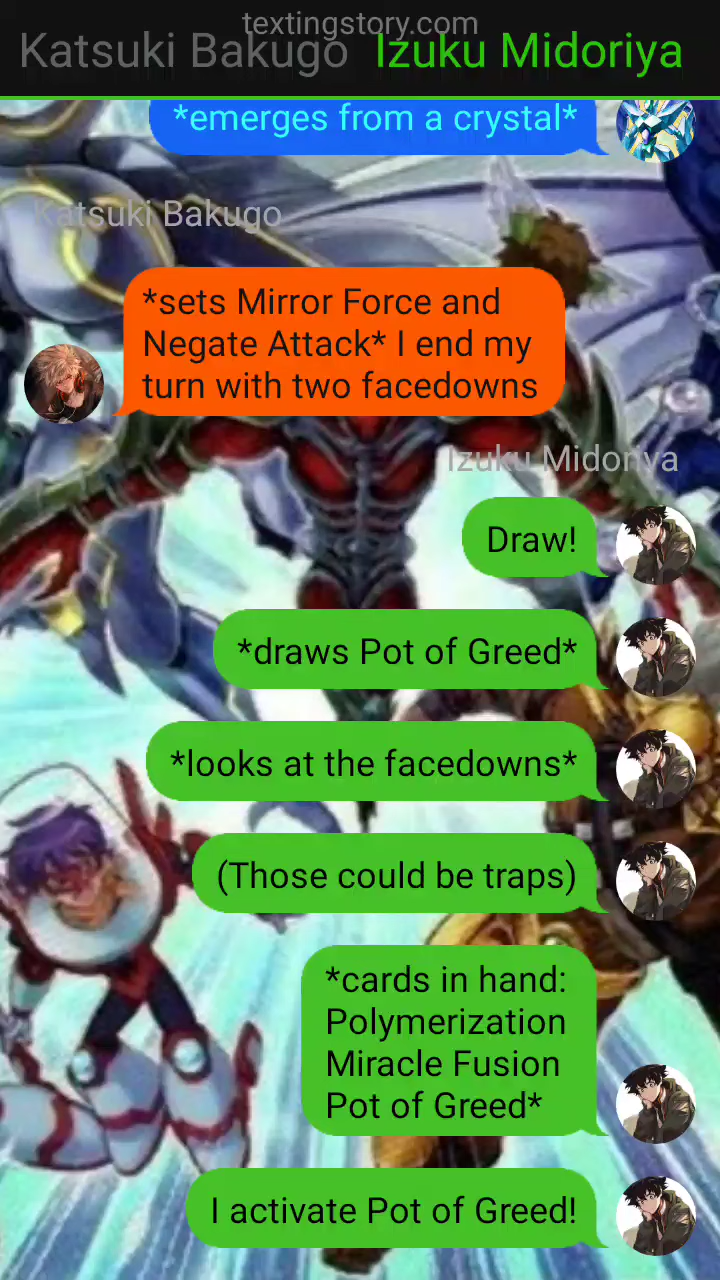 textingstory.com
Katsuki Bakugo Izuku Midoriya
*emerges from a crystal*
Katsuki Bakugo
*sets Mirror Force and
Negate Attack* I end my
turn with two facedowns
Izuku Midoriya
Draw!
*draws Pot of Greed*
*looks at the facedowns*
(Those could be traps)
*cards in hand:
Polymerization
Miracle Fusion
Pot of Greed*
I activate Pot of Greed!